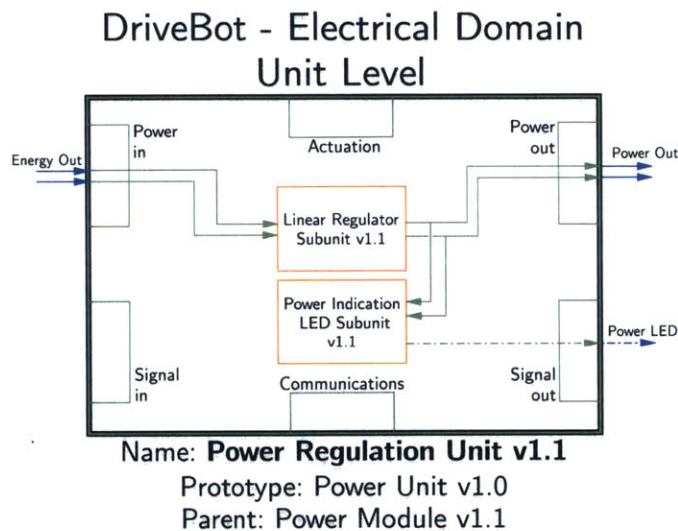 DriveBot - Electrical Domain
Unit Level
Power
in
Actuation
Power
out
Energy Out
Power Out
Linear Regulator
Subunit v1.1
Power Indication
LED Subunit
v1.1
Power LED
Signal
in
Communications
Signal
out
Name: Power Regulation Unit v1.1
Prototype: Power Unit v1.0
Parent: Power Module v1.1